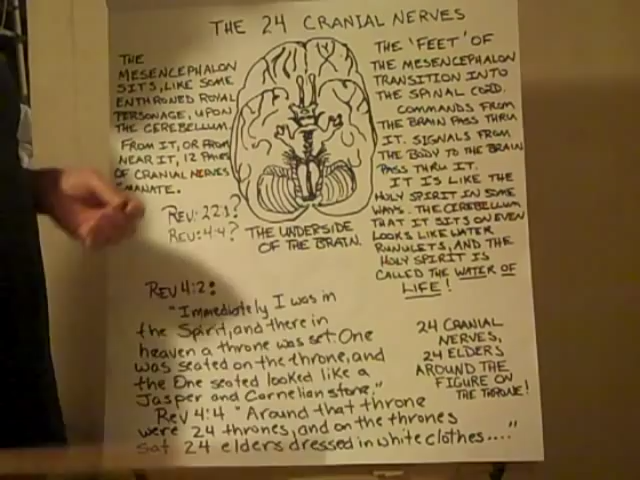 THE 24 CRANIAL NERVES
THE
MESENCEPHALON
SITS, LIKE SOME
ENTHRONED ROYAL
PERSONAGE, UPON
THE CEREBELLUM
FROM IT, OR FROM
NEAR IT, 12 PAIRS
OF CRANIAL NERVES
EMANATE.
REV: 22:1?
REV: 4:4?
THE UNDERSIDE
OF THE BRAIN.
THE 'FEET' OF
THE MESENCEPHALON
TRANSITION INTO
THE SPINAL CORD.
COMMANDS FROM
THE BRAIN PASS THRU
IT. SIGNALS FROM
THE BODY TO THE BRAIN
PASS THRU IT.
IT IS LIKE THE
HOLY SPIRIT IN SOME
WAYS. THE CEREBELLUM
THAT IT SITS ON EVEN
LOOKS LIKE WATER
RUNULETS, AND THE
HOLY SPIRIT IS
CALLED THE WATER OF
LIFE!
REV 4:2:
"Immediately I was in
the Spirit, and there in
heaven a throne was set. One
was seated on the throne, and
the One seated looked like a
Jasper and Carnelian stone."
Rev 4:4 "Around that throne
were 24 thrones, and on the thrones
sat 24 elders dressed in white clothes...."
24 CRANIAL
NERVES,
24 ELDERS
AROUND THE
FIGURE ON
THE THRONE!